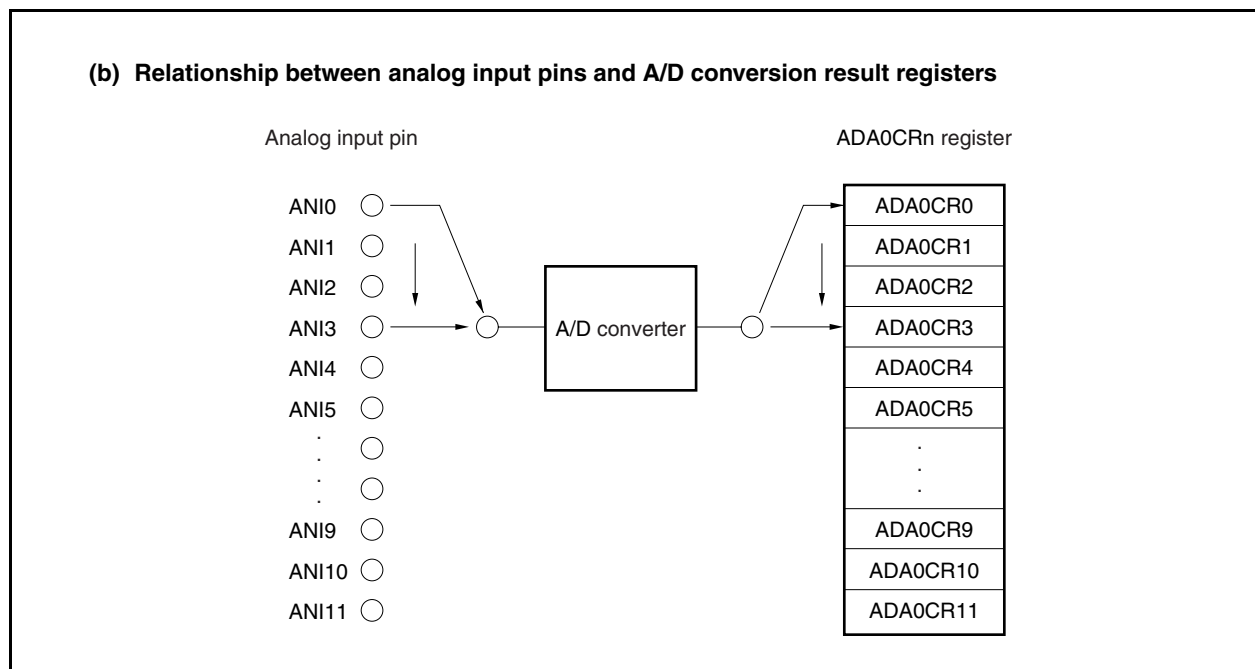 (b) Relationship between analog input pins and A/D conversion result registers
Analog input pin
ADA0CRn register
ANI0
ANI1
ANI2
ANI3
ANI4
ANI5
.
.
.
.
ANI9
ANI10
ANI11
A/D converter
ADA0CR0
ADA0CR1
ADA0CR2
ADA0CR3
ADA0CR4
ADA0CR5
.
.
.
ADA0CR9
ADA0CR10
ADA0CR11